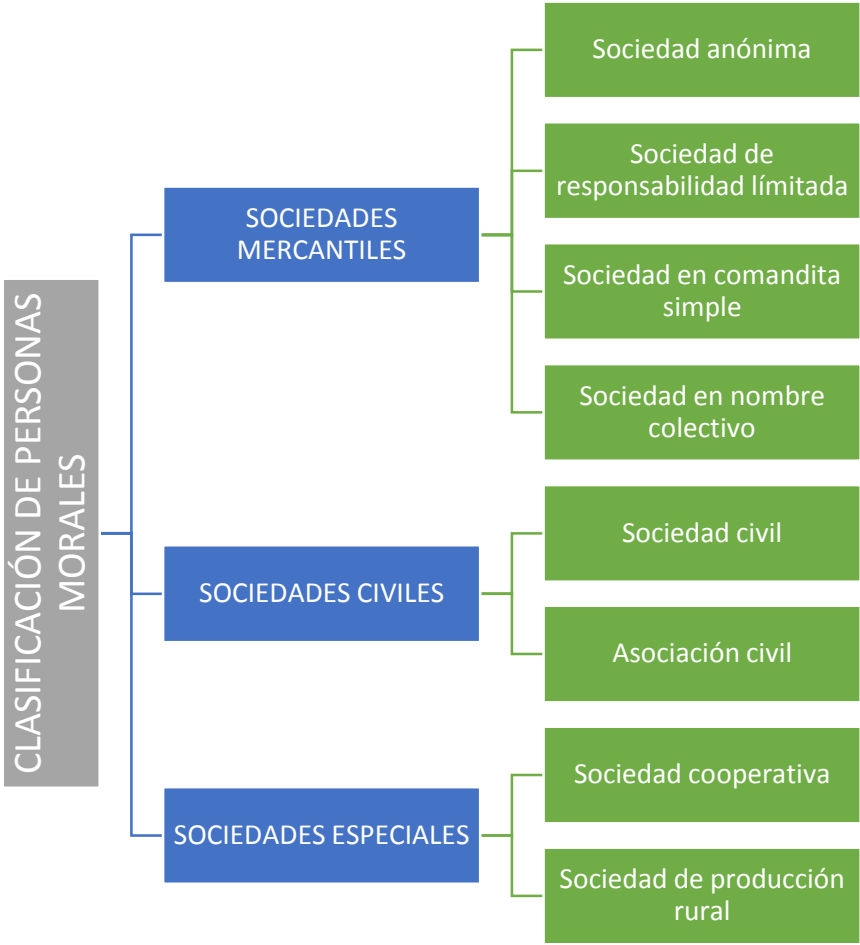 CLASIFICACIÓN DE PERSONAS
MORALES
SOCIEDADES
MERCANTILES
Sociedad anónima
Sociedad de
responsabilidad límitada
Sociedad en comandita
simple
Sociedad en nombre
colectivo
SOCIEDADES CIVILES
Sociedad civil
Asociación civil
SOCIEDADES ESPECIALES
Sociedad cooperativa
Sociedad de producción
rural